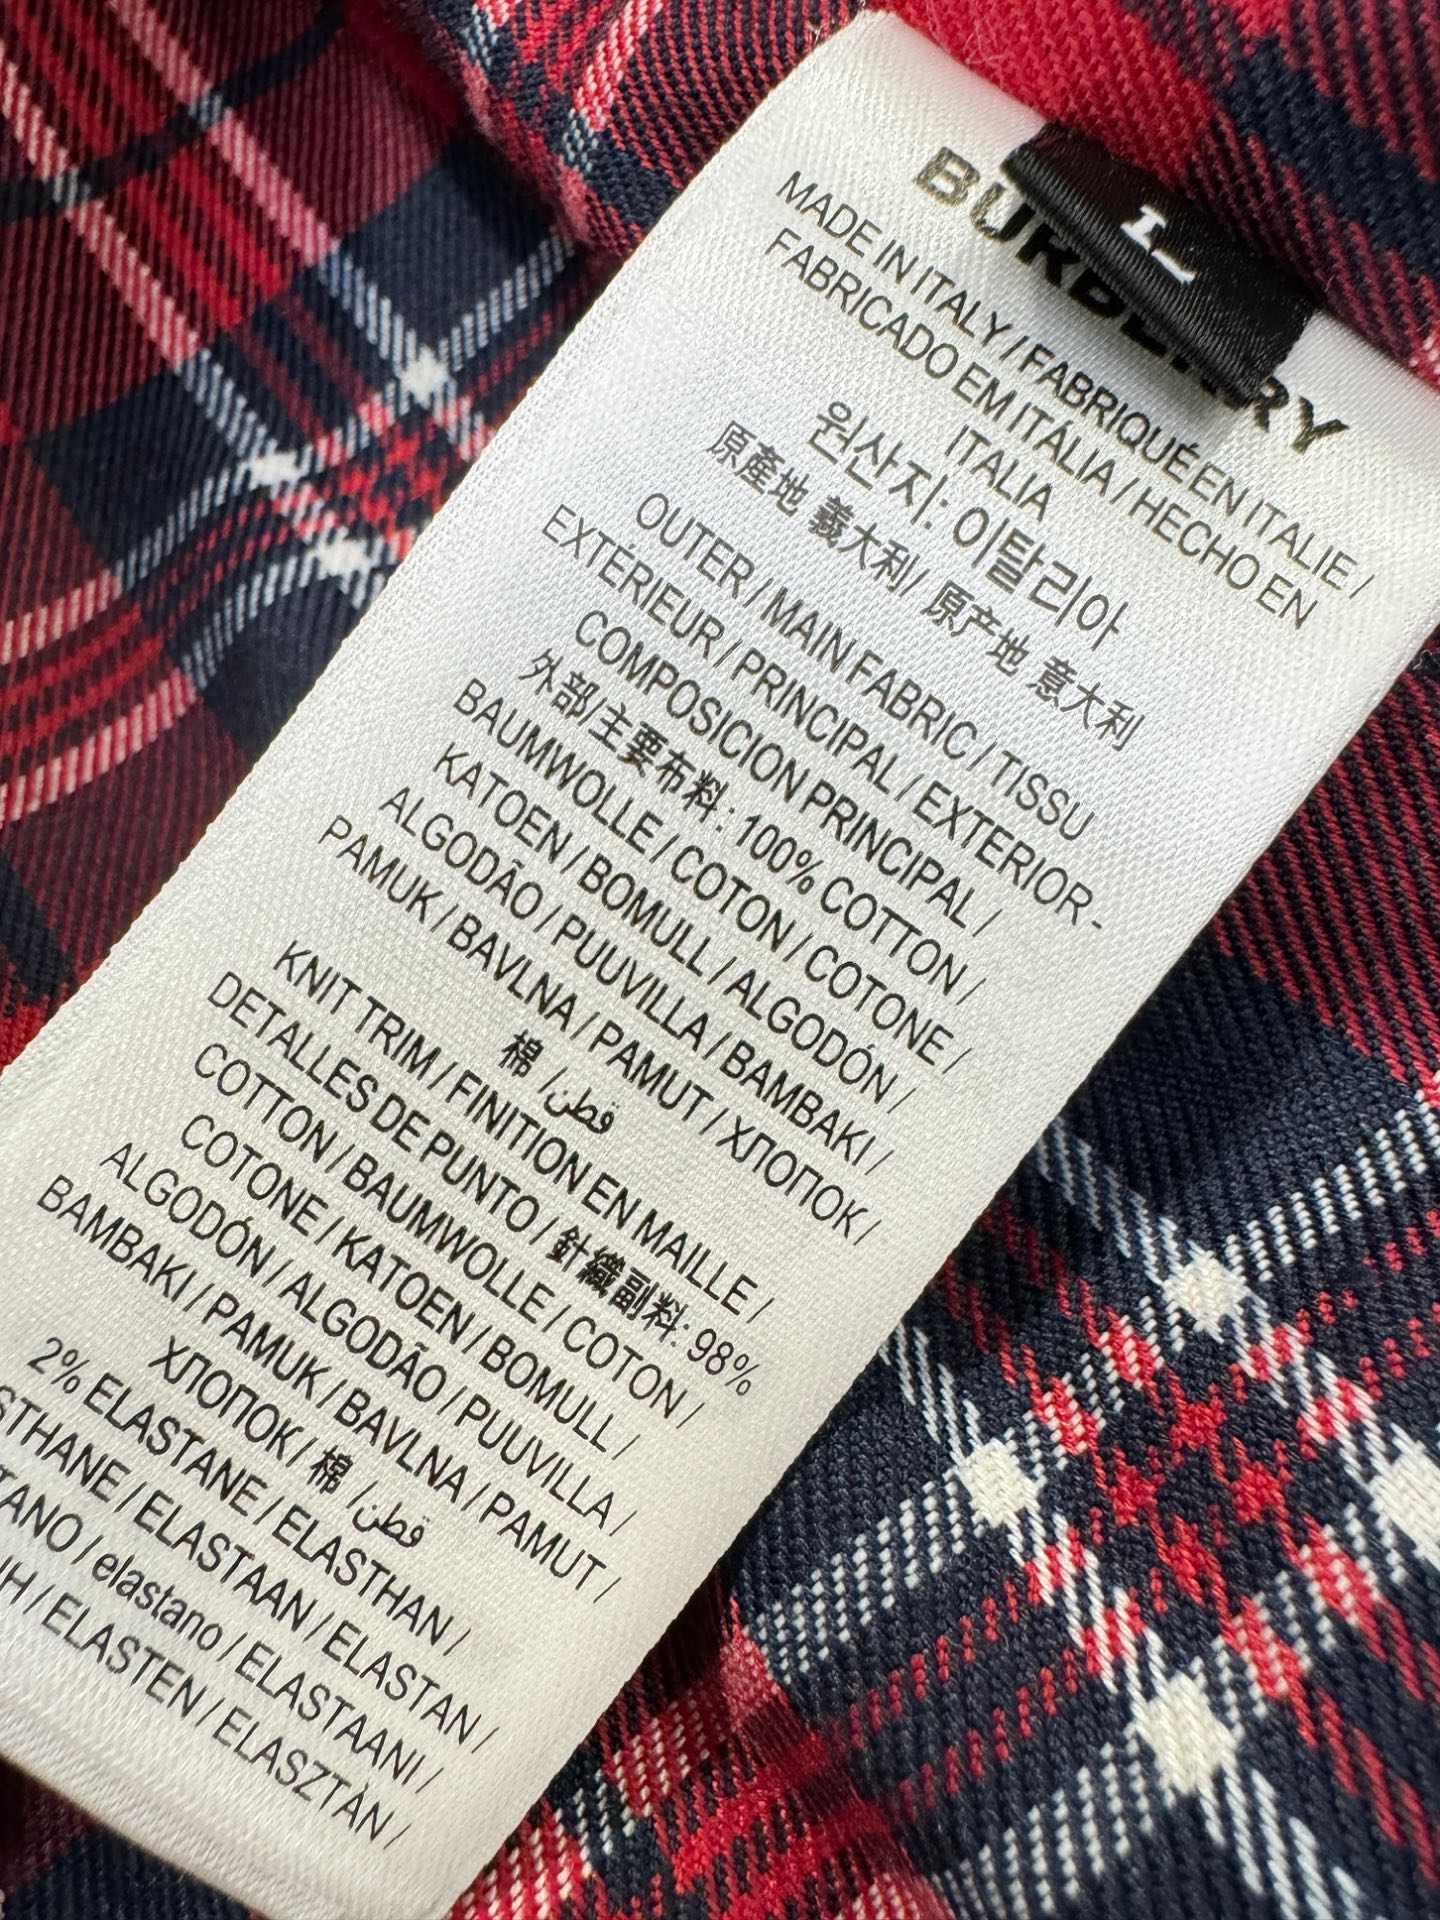 L
BURBERRY
MADE IN ITALY / FABRIQUÉ EN ITALIE /
FABRICADO EM ITÁLIA / HECHO EN
ITALIA
원산지: 이탈리아
原產地 義大利/ 原产地 意大利
OUTER / MAIN FABRIC / TISSU
EXTÉRIEUR / PRINCIPAL / EXTERIOR -
COMPOSICION PRINCIPAL /
外部/主要布料: 100% COTTON /
BAUMWOLLE / COTON / COTONE /
KATOEN / BOMULL / ALGODÓN /
ALGODÃO / PUUVILLA / BAMBAKI /
PAMUK / BAVLNA / PAMUT / ХЛОПОК /
棉 / قطن
KNIT TRIM / FINITION EN MAILLE /
DETALLES DE PUNTO / 針織副料: 98%
COTTON / BAUMWOLLE / COTON /
COTONE / KATOEN / BOMULL /
ALGODÓN / ALGODÃO / PUUVILLA /
BAMBAKI / PAMUK / BAVLNA / PAMUT /
ХЛОПОК / 棉 / قطن
2% ELASTANE / ELASTHAN /
STHANE / ELASTAAN / ELASTAN /
TANO / elastano / ELASTAANI /
/ ELASTEN / ELASZTÀN /